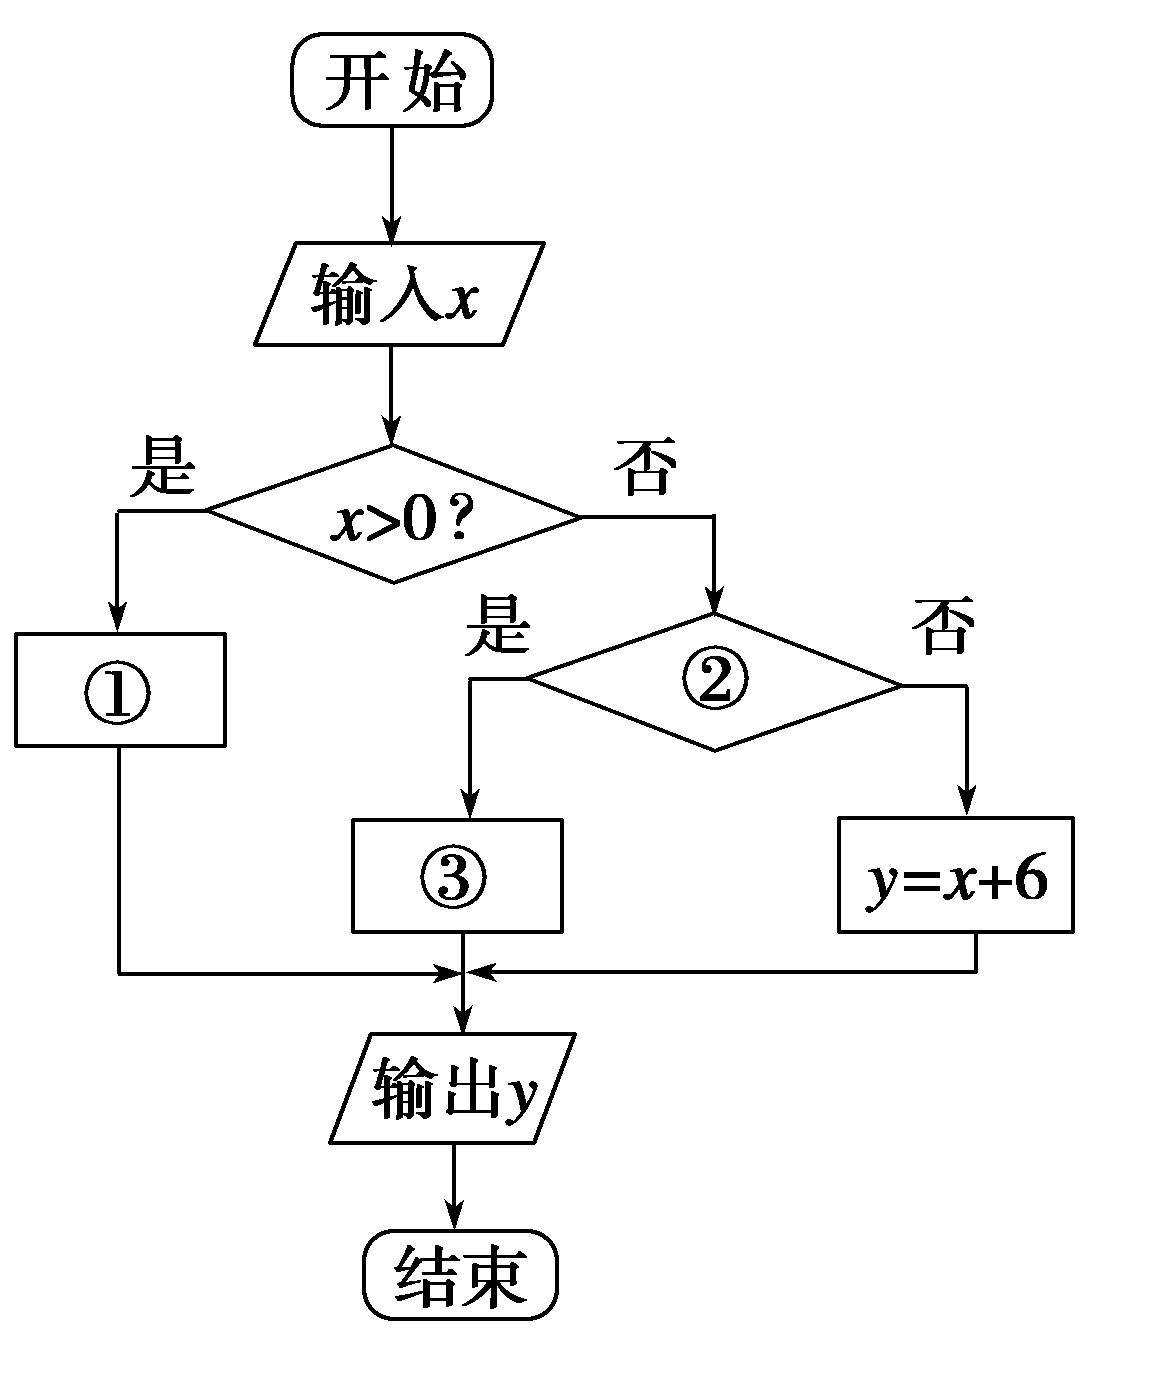 开始
输入x
是
否
x>0?
是
否
①
②
③
y=x+6
输出y
结束